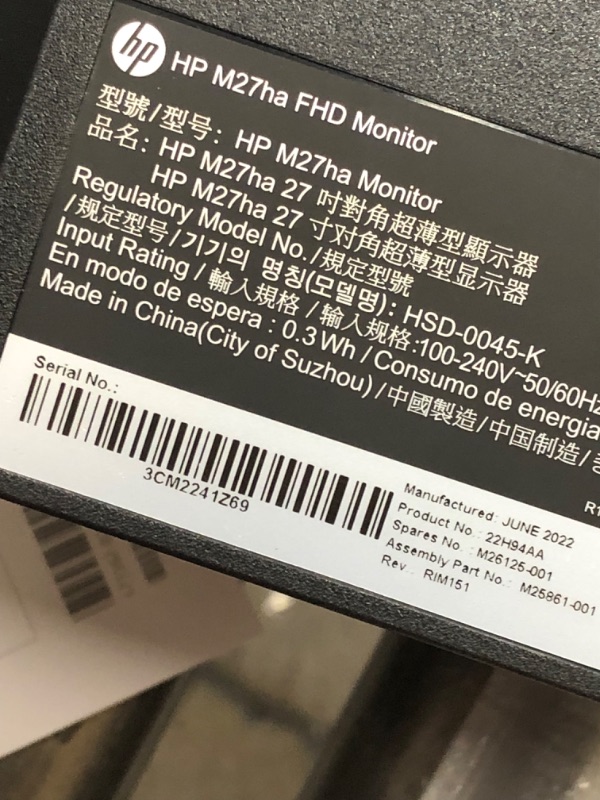 hp HP M27ha FHD Monitor
型號/型号: HP M27ha Monitor
品名: HP M27ha 27 吋對角超薄型顯示器
HP M27ha 27 寸对角超薄型显示器
Regulatory Model No./規定型號
/规定型号/기기의 명칭(모델명): HSD-0045-K
Input Rating / 輸入規格 / 输入规格:100-240V~50/60Hz
En modo de espera : 0.3 Wh / Consumo de energia
Made in China(City of Suzhou)/中國製造/中国制造/
R1
Serial No.:
3CM2241Z69
Manufactured: JUNE 2022
Product No.: 22H94AA
Spares No.: M26125-001
Assembly Part No.: M25861-001
Rev.: RIM151